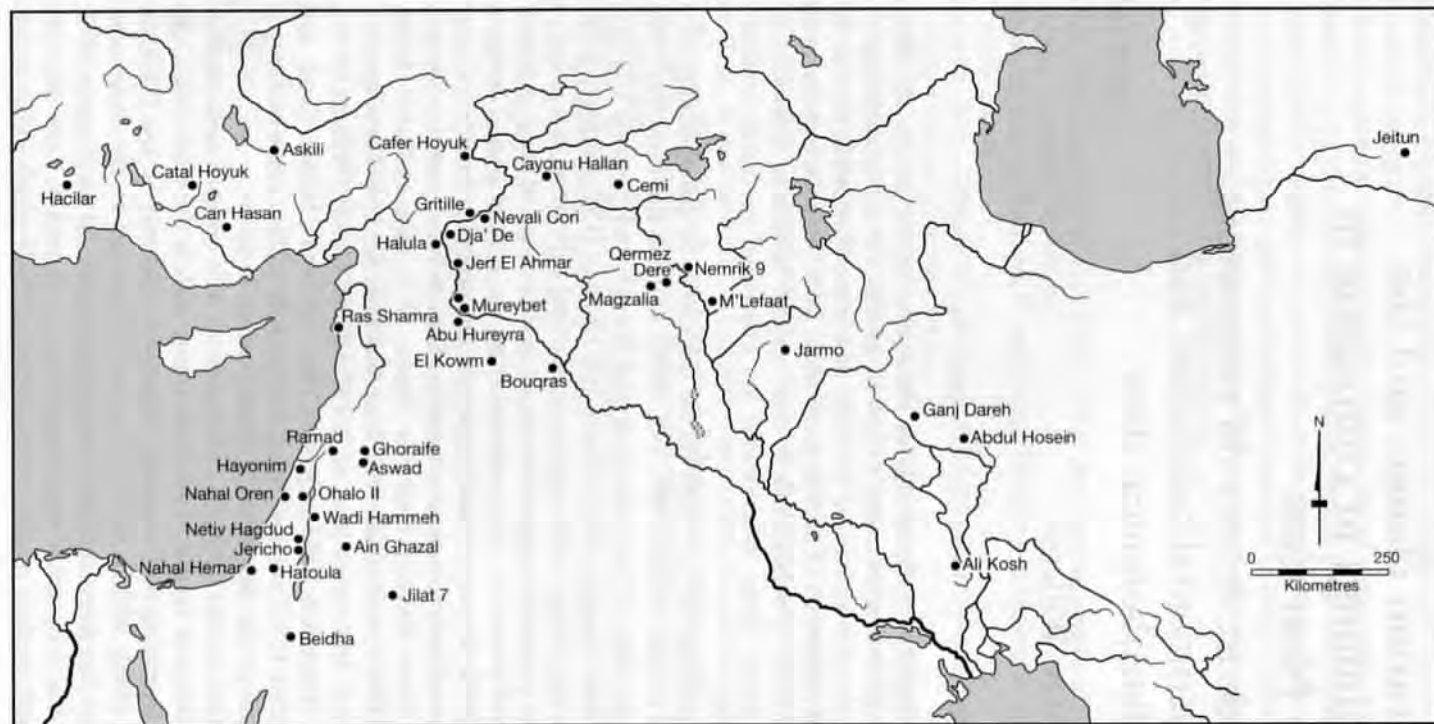 Jeitun
Askili
Cafer Hoyuk
Cayonu Hallan
Catal Hoyuk
Cemi
Hacilar
Can Hasan
Gritille
Nevali Cori
Dja' De
Halula
Qermez
Dere
Nemrik 9
Jerf El Ahmar
Magzalia
M'Lefaat
Mureybet
Ras Shamra
Abu Hureyra
Jarmo
El Kowm
Bouqras
Ganj Dareh
Abdul Hosein
N
Ramad
Ghoraife
Hayonim
Aswad
Nahal Oren
Ohalo II
Wadi Hammeh
Netiv Hagdud
Jericho
Ain Ghazal
Nahal Hemar
Hatoula
Ali Kosh
0 250
Kilometres
Jilat 7
Beidha